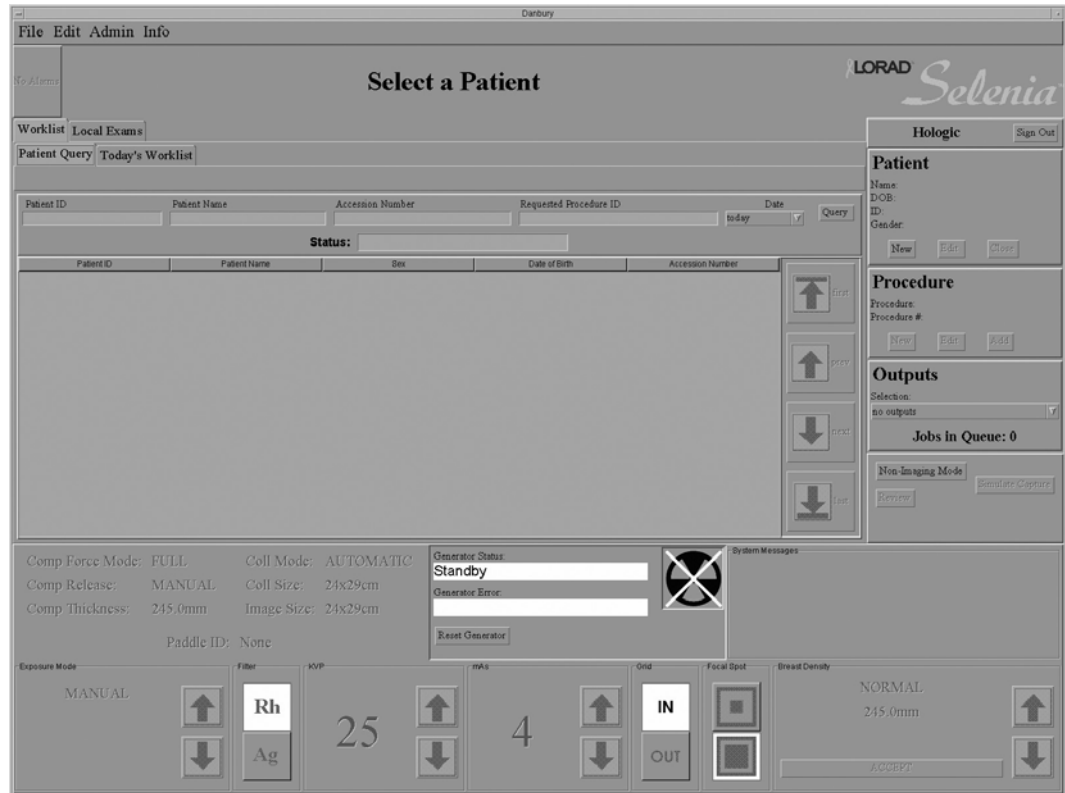 Danbury
File Edit Admin Info
No Alarms
Select a Patient
LORAD
Selenia
Worklist Local Exams
Patient Query Today's Worklist
Hologic Sign Out
Patient
Name:
DOB:
ID:
Gender:
New Edit Close
Patient ID Patient Name Accession Number Requested Procedure ID Date
today Query
Status:
Patient ID Patient Name Sex Date of Birth Accession Number
first
prev
next
last
Procedure
Procedure:
Procedure #
New Edit Add
Outputs
Selection:
no outputs
Jobs in Queue: 0
Non-Imaging Mode
Simulate Capture
Review
Comp Force Mode: FULL Coll Mode: AUTOMATIC
Comp Release: MANUAL Coll Size: 24x29cm
Comp Thickness: 245.0mm Image Size: 24x29cm
Paddle ID: None
Generator Status:
Standby
Generator Error:
Reset Generator
System Messages
Exposure Mode
MANUAL
Filter
Rh
Ag
KVP
25
mAs
4
Grid
IN
OUT
Focal Spot
Breast Density
NORMAL
245.0mm
ACCEPT